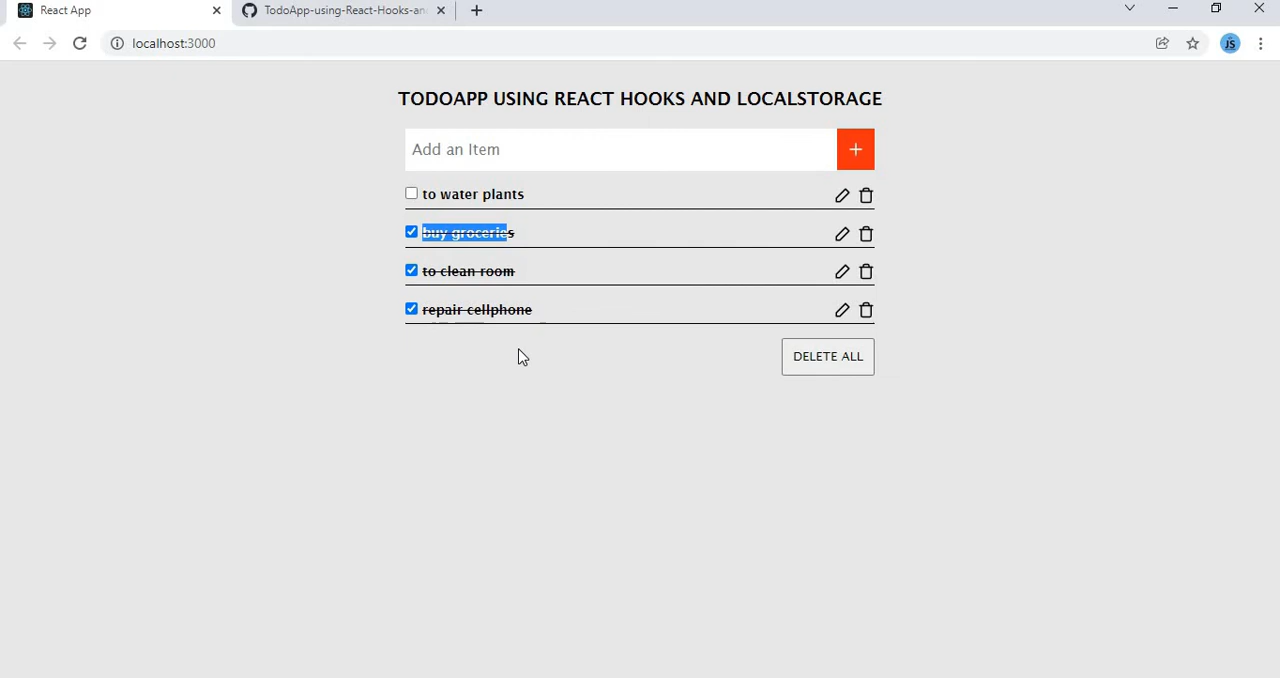 React App
TodoApp-using-React-Hooks-an
localhost:3000
JS
TODOAPP USING REACT HOOKS AND LOCALSTORAGE
Add an Item
+
to water plants
buy groceries
to clean room
repair cellphone
DELETE ALL